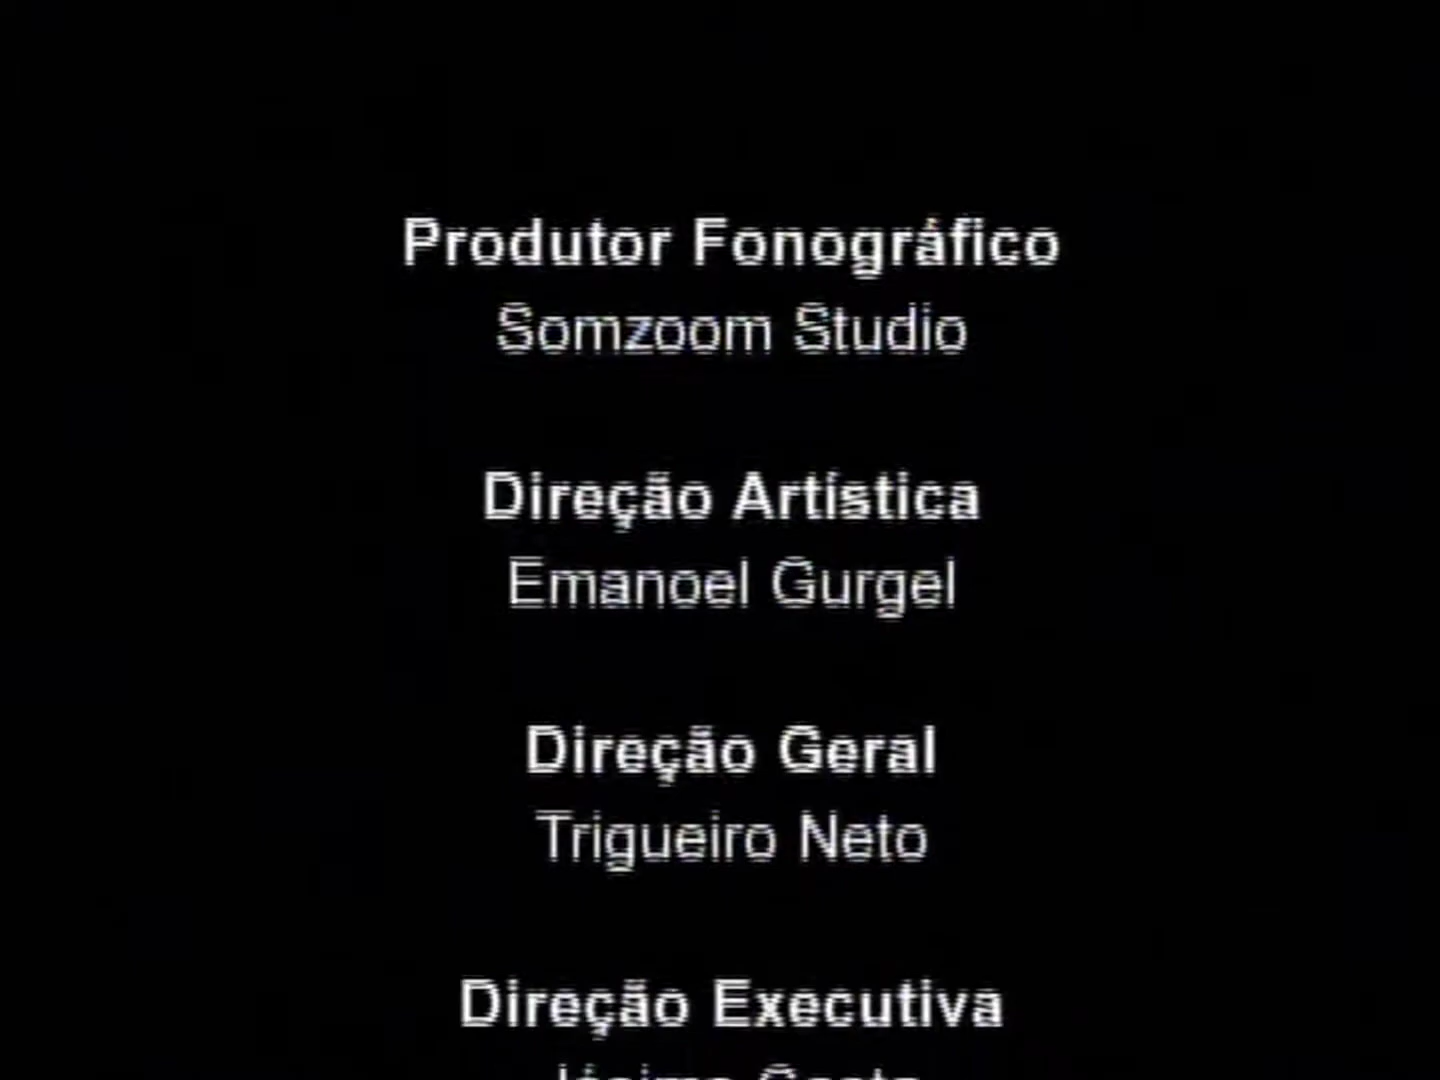 Produtor Fonográfico
Somzoom Studio
Direção Artística
Emanoel Gurgel
Direção Geral
Trigueiro Neto
Direção Executiva